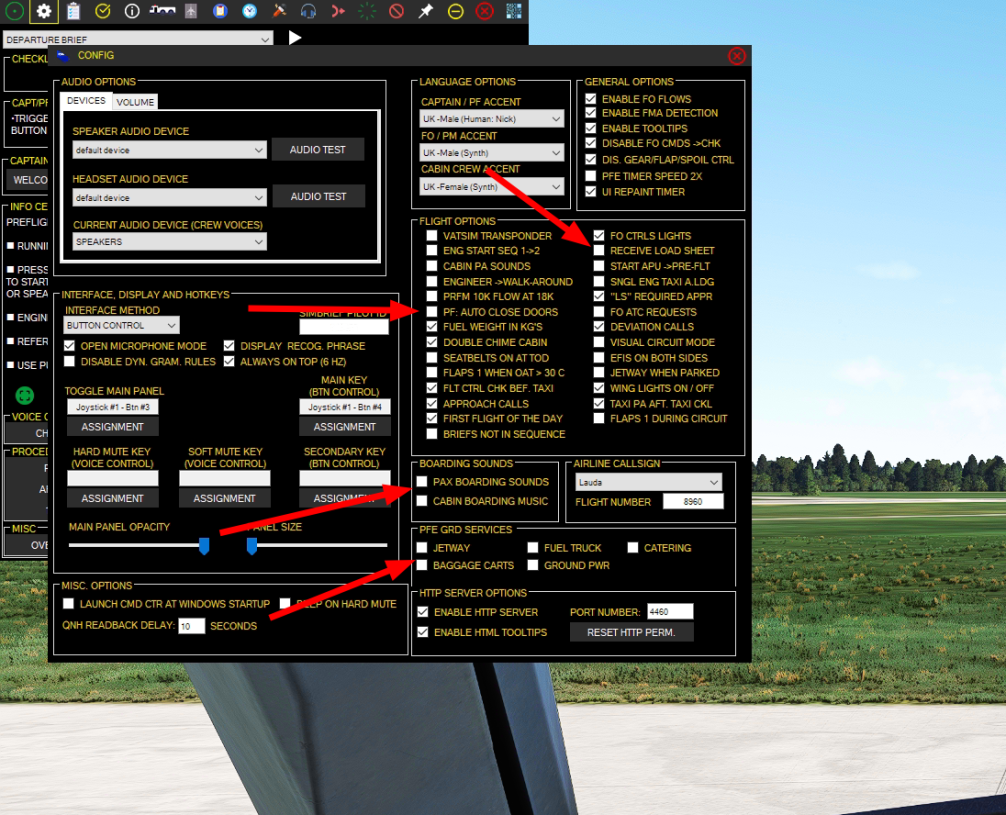 DEPARTURE BRIEF
CONFIG
CHECKL
CAPT/PF
•TRIGGE
BUTTON
CAPTAIN
WELCO
INFO CE
PREFLIG
RUNNI
PRESS
TO START
OR SPEA
ENGIN
REFER
USE P
VOICE C
CH
PROCED
MISC
OVE
AUDIO OPTIONS
DEVICES
VOLUME
SPEAKER AUDIO DEVICE
default device
AUDIO TEST
HEADSET AUDIO DEVICE
default device
AUDIO TEST
CURRENT AUDIO DEVICE (CREW VOICES)
SPEAKERS
INTERFACE, DISPLAY AND HOTKEYS
INTERFACE METHOD
BUTTON CONTROL
SIMBRIEF PILOT ID
OPEN MICROPHONE MODE
DISPLAY RECOG. PHRASE
DISABLE DYN. GRAM. RULES
ALWAYS ON TOP (6 HZ)
TOGGLE MAIN PANEL
Joystick #1 - Btn #3
ASSIGNMENT
MAIN KEY
(BTN CONTROL)
Joystick #1 - Btn #4
ASSIGNMENT
HARD MUTE KEY
(VOICE CONTROL)
ASSIGNMENT
SOFT MUTE KEY
(VOICE CONTROL)
ASSIGNMENT
SECONDARY KEY
(BTN CONTROL)
ASSIGNMENT
MAIN PANEL OPACITY
PANEL SIZE
MISC. OPTIONS
LAUNCH CMD CTR AT WINDOWS STARTUP
BEEP ON HARD MUTE
QNH READBACK DELAY: 10 SECONDS
LANGUAGE OPTIONS
CAPTAIN / PF ACCENT
UK -Male (Human: Nick)
FO / PM ACCENT
UK -Male (Synth)
CABIN CREW ACCENT
UK -Female (Synth)
GENERAL OPTIONS
ENABLE FO FLOWS
ENABLE FMA DETECTION
ENABLE TOOLTIPS
DISABLE FO CMDS ->CHK
DIS. GEAR/FLAP/SPOIL CTRL
PFE TIMER SPEED 2X
UI REPAINT TIMER
FLIGHT OPTIONS
VATSIM TRANSPONDER
ENG START SEQ 1->2
CABIN PA SOUNDS
ENGINEER ->WALK-AROUND
PRFM 10K FLOW AT 18K
PF: AUTO CLOSE DOORS
FUEL WEIGHT IN KG'S
DOUBLE CHIME CABIN
SEATBELTS ON AT TOD
FLAPS 1 WHEN OAT > 30 C
FLT CTRL CHK BEF. TAXI
APPROACH CALLS
FIRST FLIGHT OF THE DAY
BRIEFS NOT IN SEQUENCE
FO CTRLS LIGHTS
RECEIVE LOAD SHEET
START APU ->PRE-FLT
SNGL ENG TAXI A.LDG
"LS" REQUIRED APPR
FO ATC REQUESTS
DEVIATION CALLS
VISUAL CIRCUIT MODE
EFIS ON BOTH SIDES
JETWAY WHEN PARKED
WING LIGHTS ON / OFF
TAXI PA AFT. TAXI CKL
FLAPS 1 DURING CIRCUIT
BOARDING SOUNDS
PAX BOARDING SOUNDS
CABIN BOARDING MUSIC
AIRLINE CALLSIGN
Lauda
FLIGHT NUMBER 8960
PFE GRD SERVICES
JETWAY
FUEL TRUCK
CATERING
BAGGAGE CARTS
GROUND PWR
HTTP SERVER OPTIONS
ENABLE HTTP SERVER
PORT NUMBER: 4460
ENABLE HTML TOOLTIPS
RESET HTTP PERM.